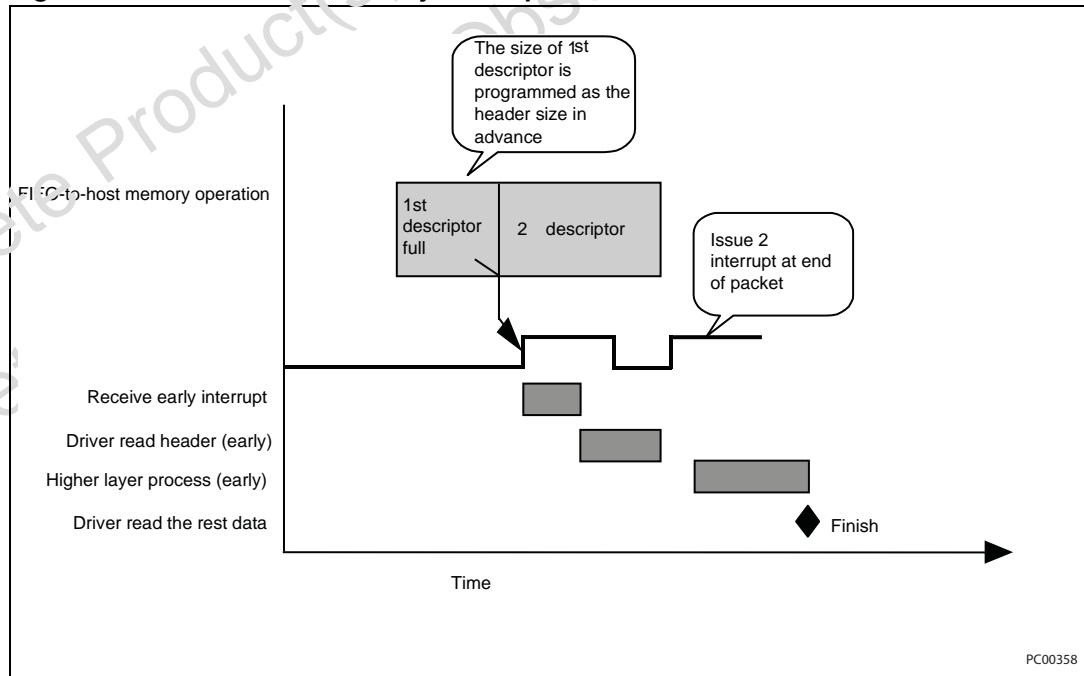 The size of 1st
descriptor is
programmed as the
header size in
advance
-to-host memory operation
1st
descriptor
full
2 descriptor
Issue 2
interrupt at end
of packet
Receive early interrupt
Driver read header (early)
Higher layer process (early)
Driver read the rest data
Finish
Time
PC00358